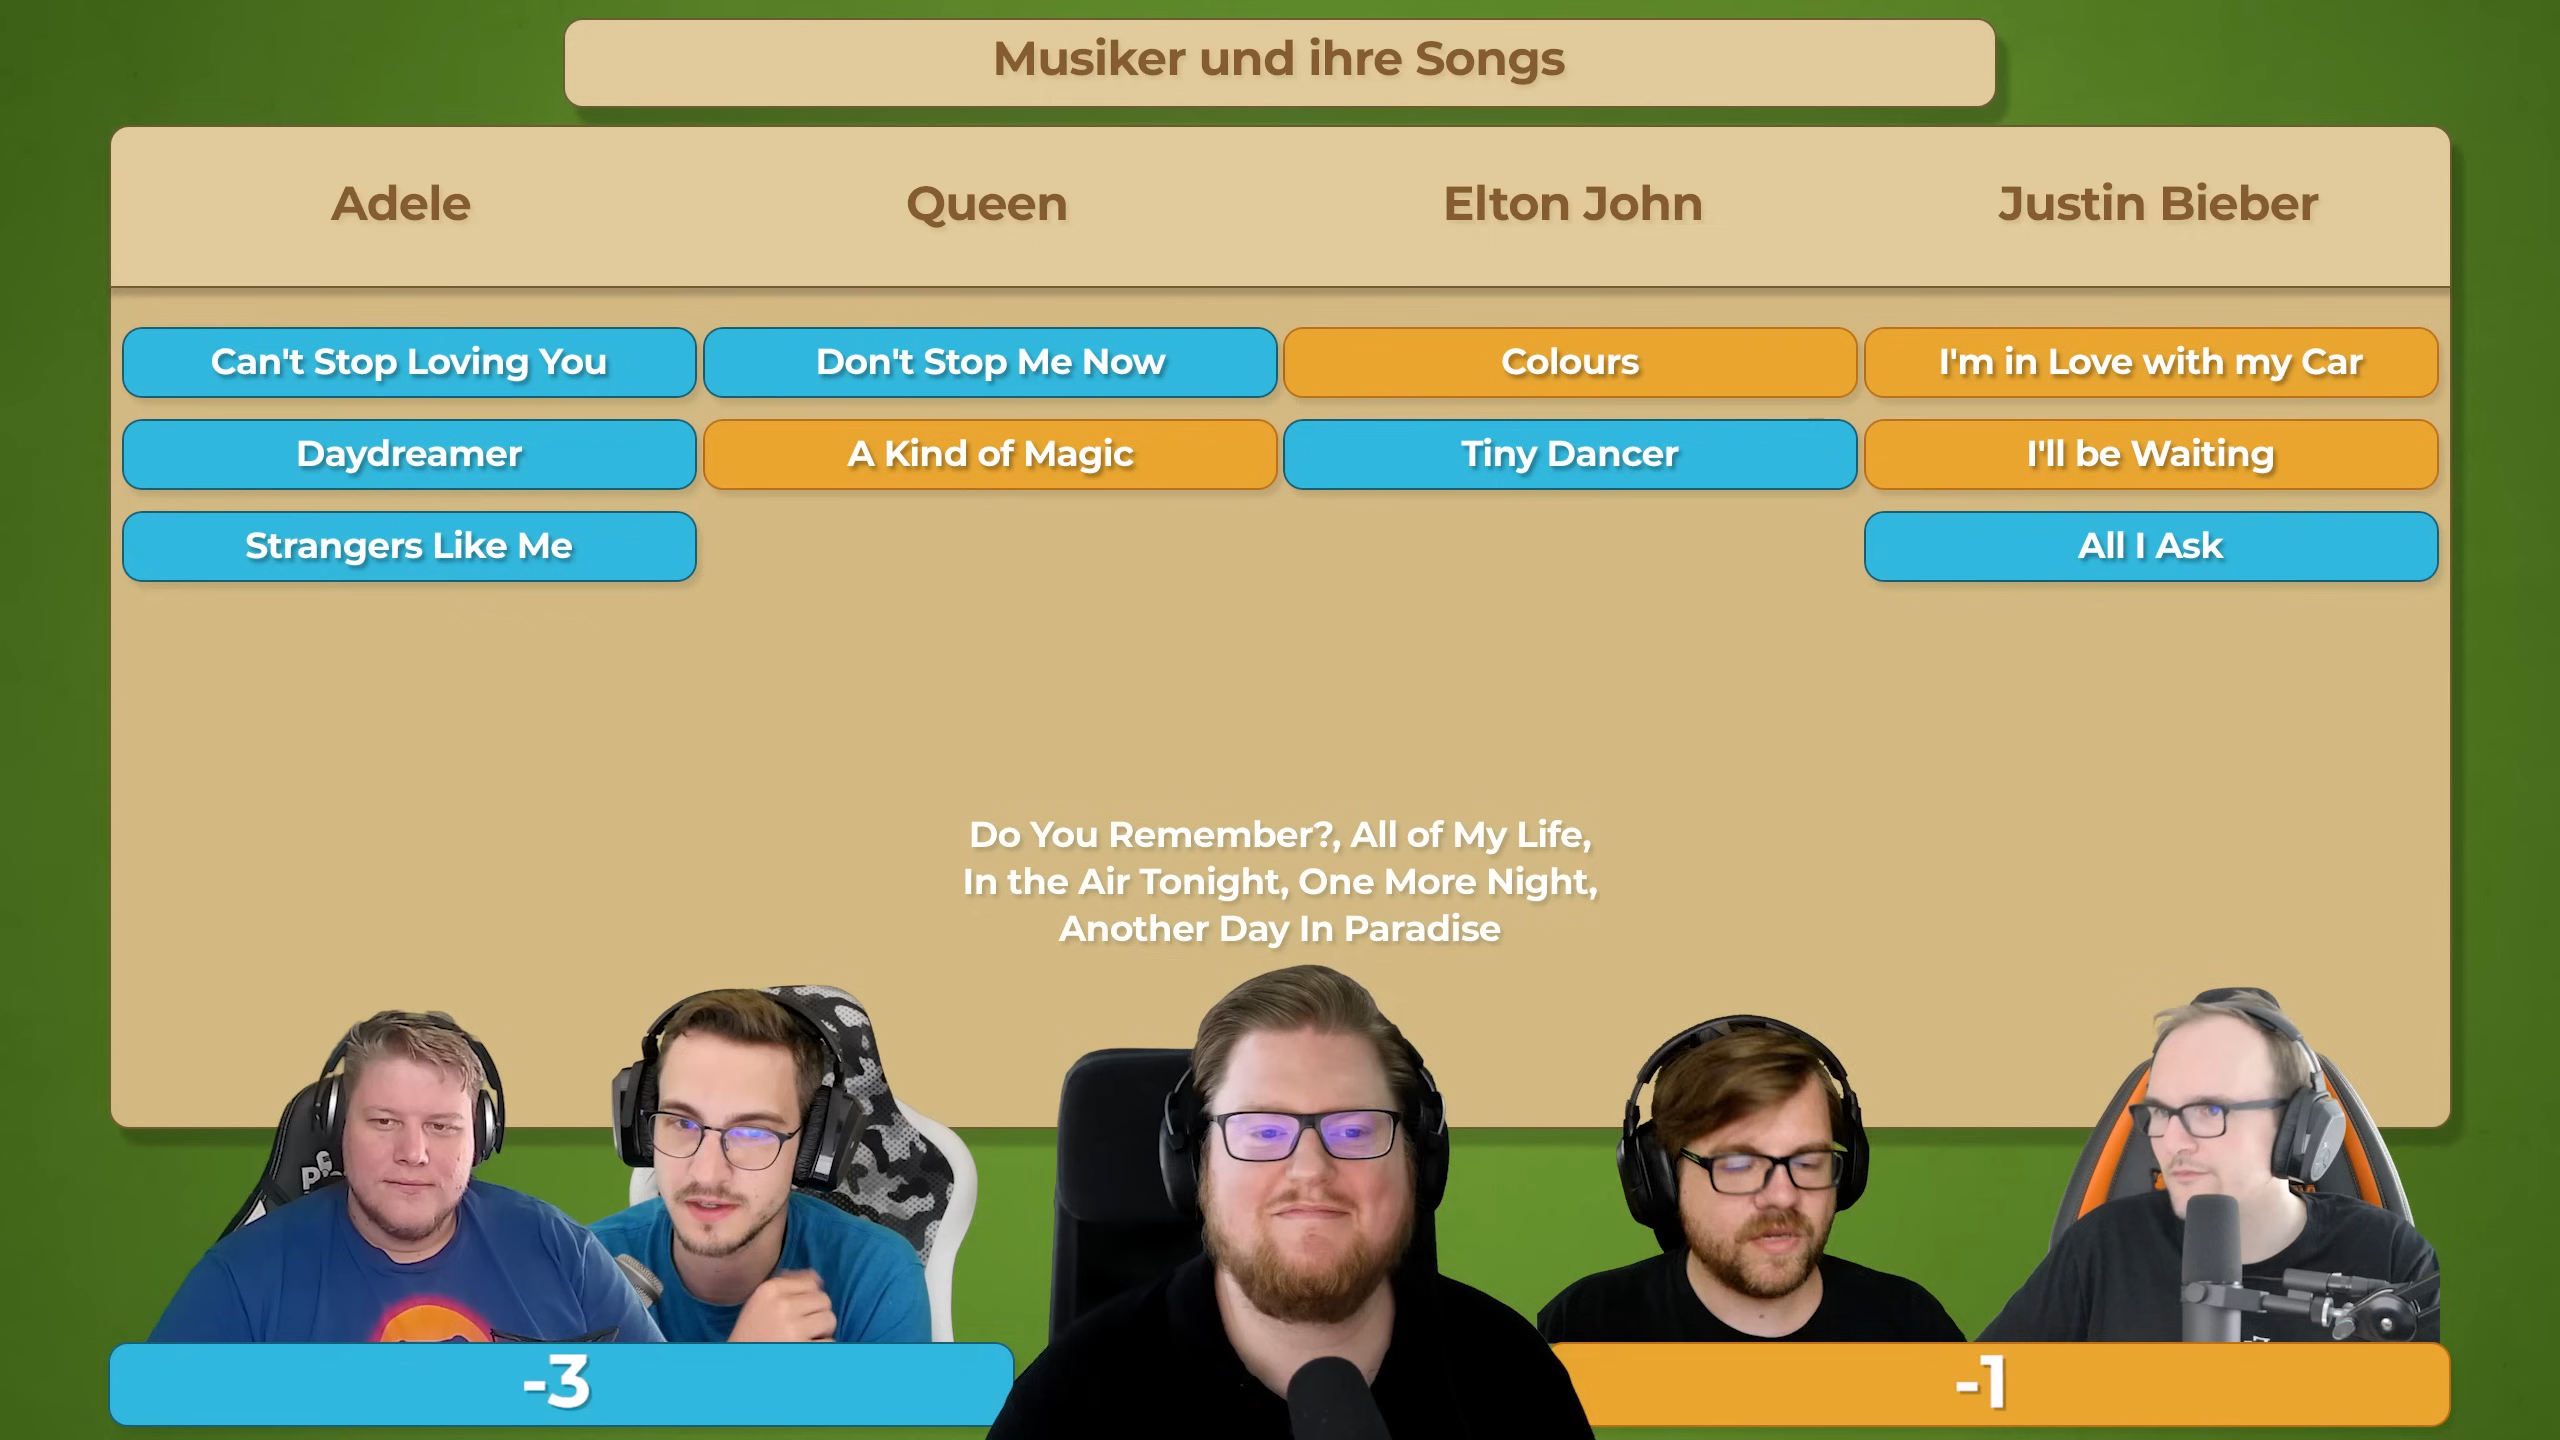 Musiker und ihre Songs
Adele
Queen
Elton John
Justin Bieber
Can't Stop Loving You
Don't Stop Me Now
Colours
I'm in Love with my Car
Daydreamer
A Kind of Magic
Tiny Dancer
I'll be Waiting
Strangers Like Me
All I Ask
Do You Remember?, All of My Life,
In the Air Tonight, One More Night,
Another Day In Paradise
-3
-1